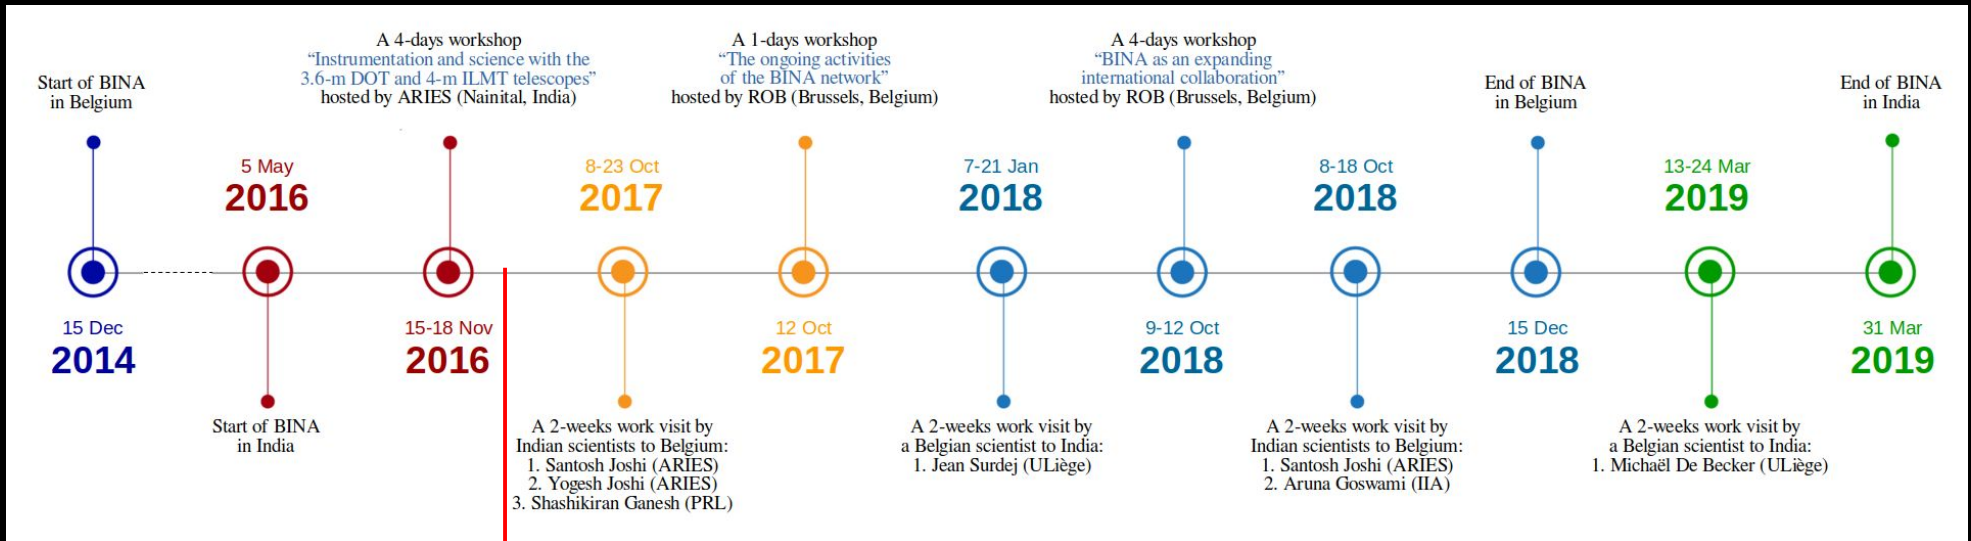 Start of BINA
in Belgium
15 Dec
2014
5 May
2016
Start of BINA
in India
A 4-days workshop
“Instrumentation and science with the
3.6-m DOT and 4-m ILMT telescopes”
hosted by ARIES (Nainital, India)
15-18 Nov
2016
8-23 Oct
2017
A 2-weeks work visit by
Indian scientists to Belgium:
1. Santosh Joshi (ARIES)
2. Yogesh Joshi (ARIES)
3. Shashikiran Ganesh (PRL)
A 1-days workshop
“The ongoing activities
of the BINA network”
hosted by ROB (Brussels, Belgium)
12 Oct
2017
7-21 Jan
2018
A 2-weeks work visit by
a Belgian scientist to India:
1. Jean Surdej (ULiège)
A 4-days workshop
“BINA as an expanding
international collaboration”
hosted by ROB (Brussels, Belgium)
9-12 Oct
2018
8-18 Oct
2018
A 2-weeks work visit by
Indian scientists to Belgium:
1. Santosh Joshi (ARIES)
2. Aruna Goswami (IIA)
End of BINA
in Belgium
15 Dec
2018
13-24 Mar
2019
A 2-weeks work visit by
a Belgian scientist to India:
1. Michaël De Becker (ULiège)
End of BINA
in India
31 Mar
2019